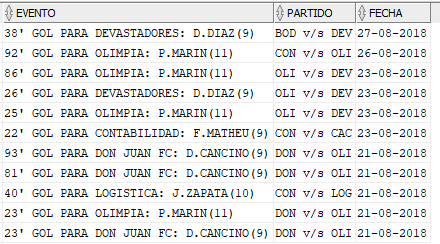 EVENTO PARTIDO FECHA
38' GOL PARA DEVASTADORES: D.DIAZ(9) BOD v/s DEV 27-08-2018
92' GOL PARA OLIMPIA: P.MARIN(11) CON v/s OLI 26-08-2018
86' GOL PARA OLIMPIA: P.MARIN(11) OLI v/s DEV 23-08-2018
26' GOL PARA DEVASTADORES: D.DIAZ(9) OLI v/s DEV 23-08-2018
25' GOL PARA OLIMPIA: P.MARIN(11) OLI v/s DEV 23-08-2018
22' GOL PARA CONTABILIDAD: F.MATHEU(9) CON v/s CAC 23-08-2018
93' GOL PARA DON JUAN FC: D.CANCINO(9) DON v/s OLI 21-08-2018
81' GOL PARA DON JUAN FC: D.CANCINO(9) DON v/s OLI 21-08-2018
40' GOL PARA LOGISTICA: J.ZAPATA(10) CON v/s LOG 21-08-2018
23' GOL PARA OLIMPIA: P.MARIN(11) DON v/s OLI 21-08-2018
23' GOL PARA DON JUAN FC: D.CANCINO(9) DON v/s OLI 21-08-2018